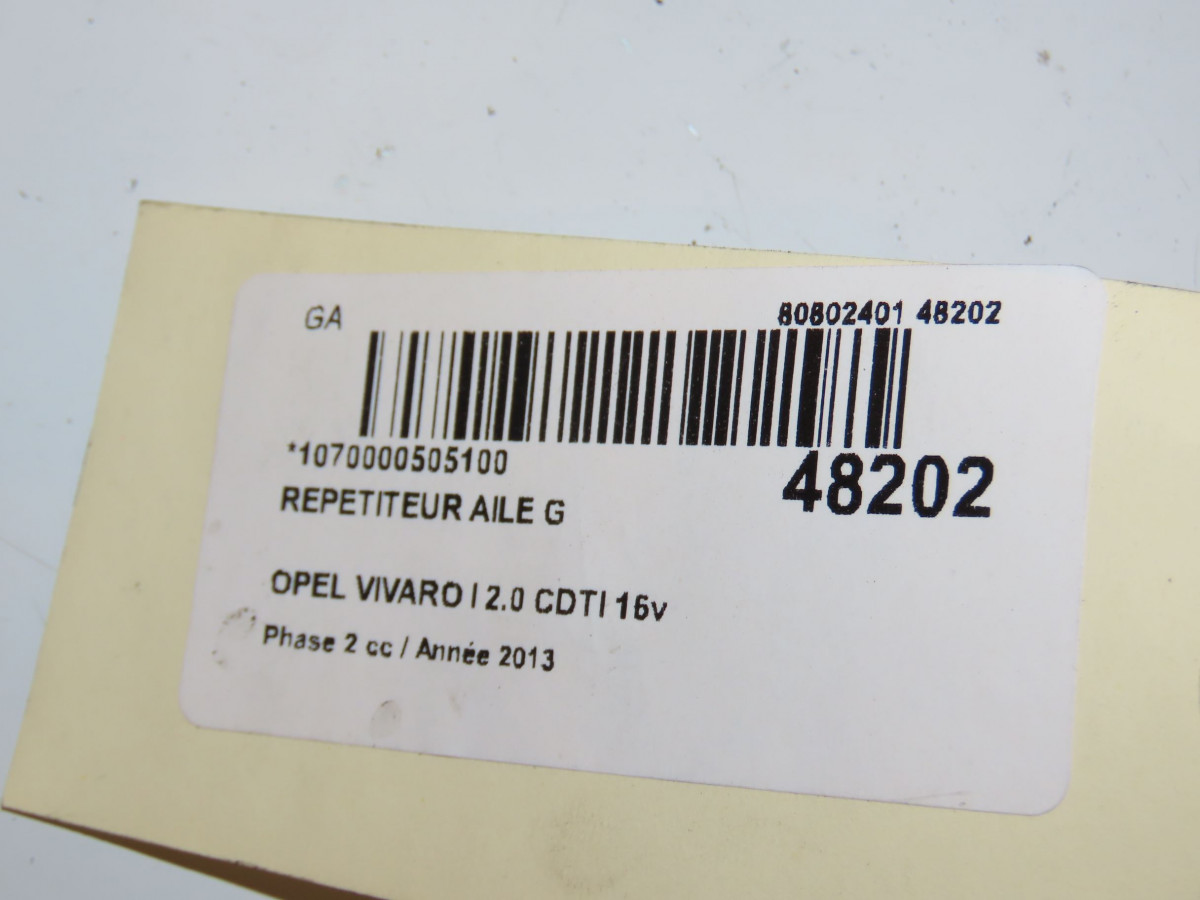 GA
80802401 48202
*1070000505100
48202
REPETITEUR AILE G
OPEL VIVARO I 2.0 CDTI 16v
Phase 2 cc / Année 2013